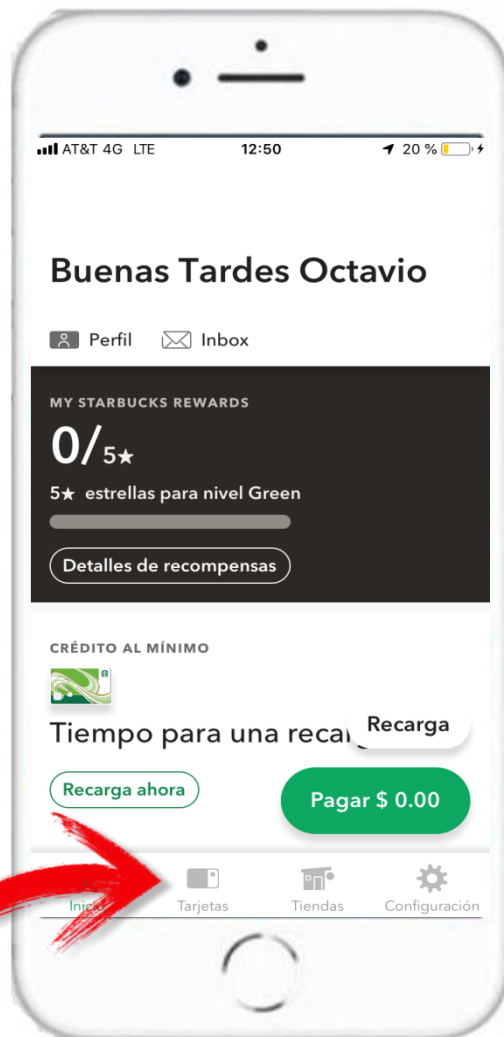 AT&T 4G LTE 12:50 20 %
Buenas Tardes Octavio
Perfil Inbox
MY STARBUCKS REWARDS
0/5★
5★ estrellas para nivel Green
Detalles de recompensas
CRÉDITO AL MÍNIMO
Tiempo para una recar
Recarga
Recarga ahora
Pagar $ 0.00
Inicio Tarjetas Tiendas Configuración